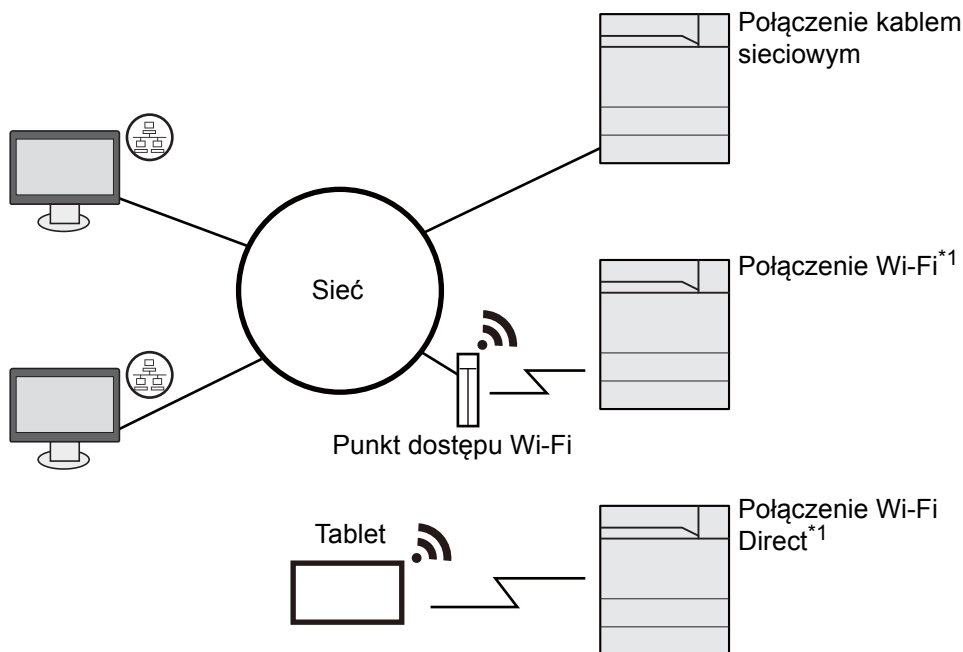 Połączenie kablem
sieciowym
Sieć
Połączenie Wi-Fi*1
Punkt dostępu Wi-Fi
Tablet
Połączenie Wi-Fi
Direct*1